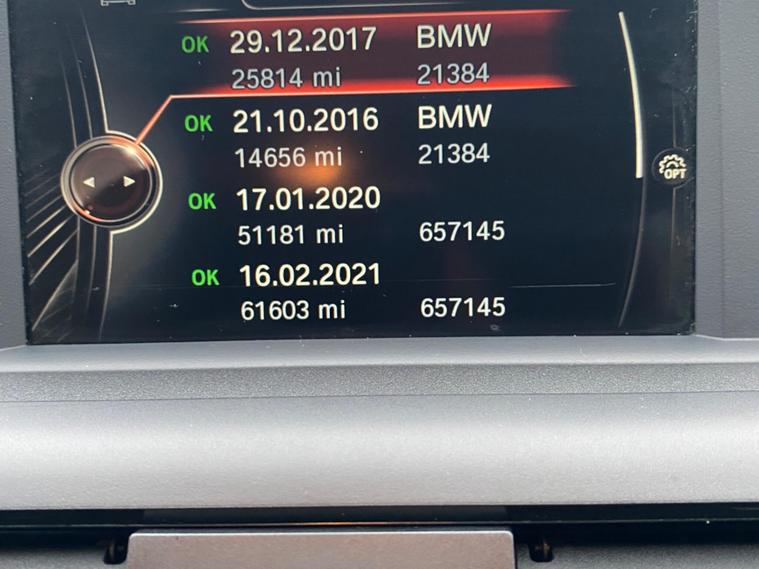 OK 29.12.2017 BMW
25814 mi 21384
OK 21.10.2016 BMW
14656 mi 21384
OK 17.01.2020
51181 mi 657145
OK 16.02.2021
61603 mi 657145
OPT